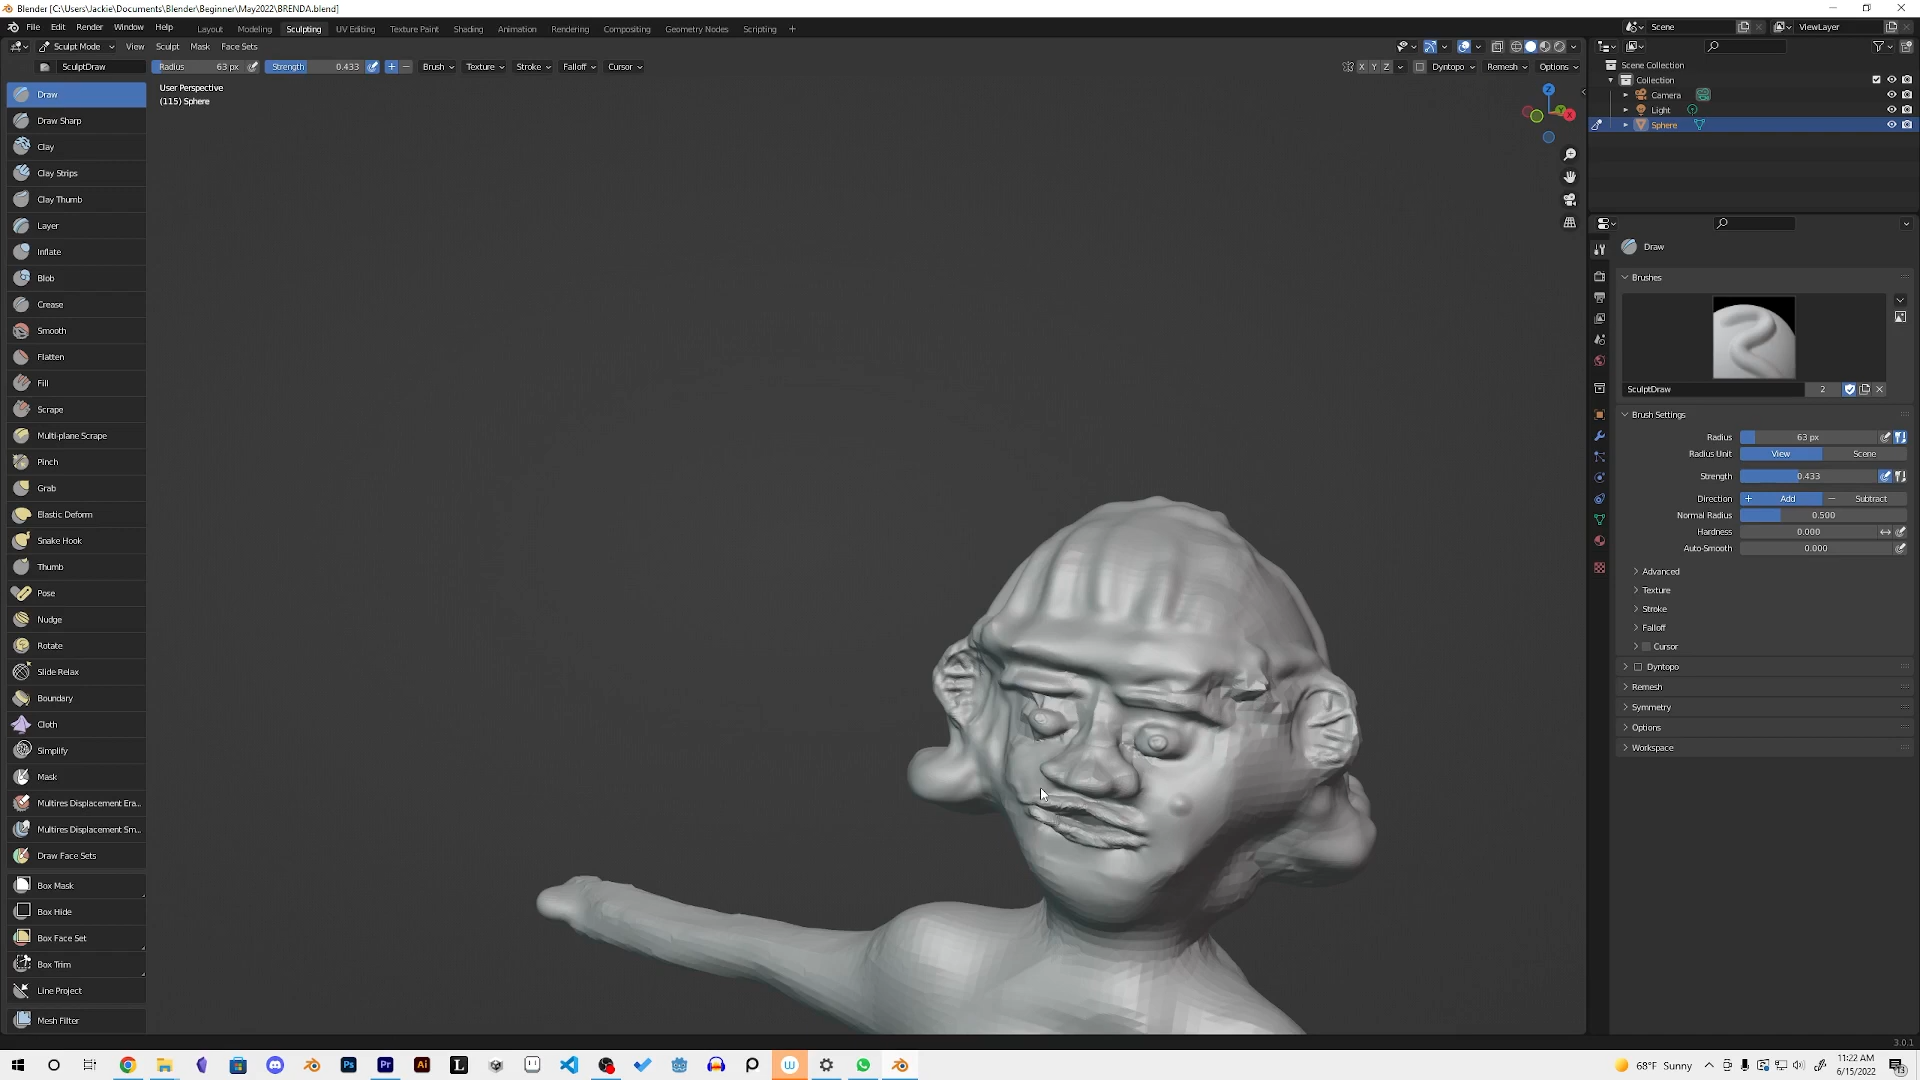 Blender [C:\Users\Jackie\Documents\Blender\Beginner\May2022\BRENDA.blend]
File Edit Render Window Help Layout Modeling Sculpting UV Editing Texture Paint Shading Animation Rendering Compositing Geometry Nodes Scripting + Scene ViewLayer
Sculpt Mode View Sculpt Mask Face Sets
SculptDraw Radius 63 px Strength 0.433 + − Brush Texture Stroke Falloff Cursor X Y Z Dyntopo Remesh Options
User Perspective
(115) Sphere
Draw
Draw Sharp
Clay
Clay Strips
Clay Thumb
Layer
Inflate
Blob
Crease
Smooth
Flatten
Fill
Scrape
Multi-plane Scrape
Pinch
Grab
Elastic Deform
Snake Hook
Thumb
Pose
Nudge
Rotate
Slide Relax
Boundary
Cloth
Simplify
Mask
Multires Displacement Era...
Multires Displacement Sm...
Draw Face Sets
Box Mask
Box Hide
Box Face Set
Box Trim
Line Project
Mesh Filter
Z
Y
X
Scene Collection
Collection
Camera
Light
Sphere
Draw
Brushes
SculptDraw 2
Brush Settings
Radius 63 px
Radius Unit View Scene
Strength 0.433
Direction + Add − Subtract
Normal Radius 0.500
Hardness 0.000
Auto-Smooth 0.000
Advanced
Texture
Stroke
Falloff
Cursor
Dyntopo
Remesh
Symmetry
Options
Workspace
3.0.1
Ps Pr Ai L W
68°F Sunny
11:22 AM
6/15/2022
13